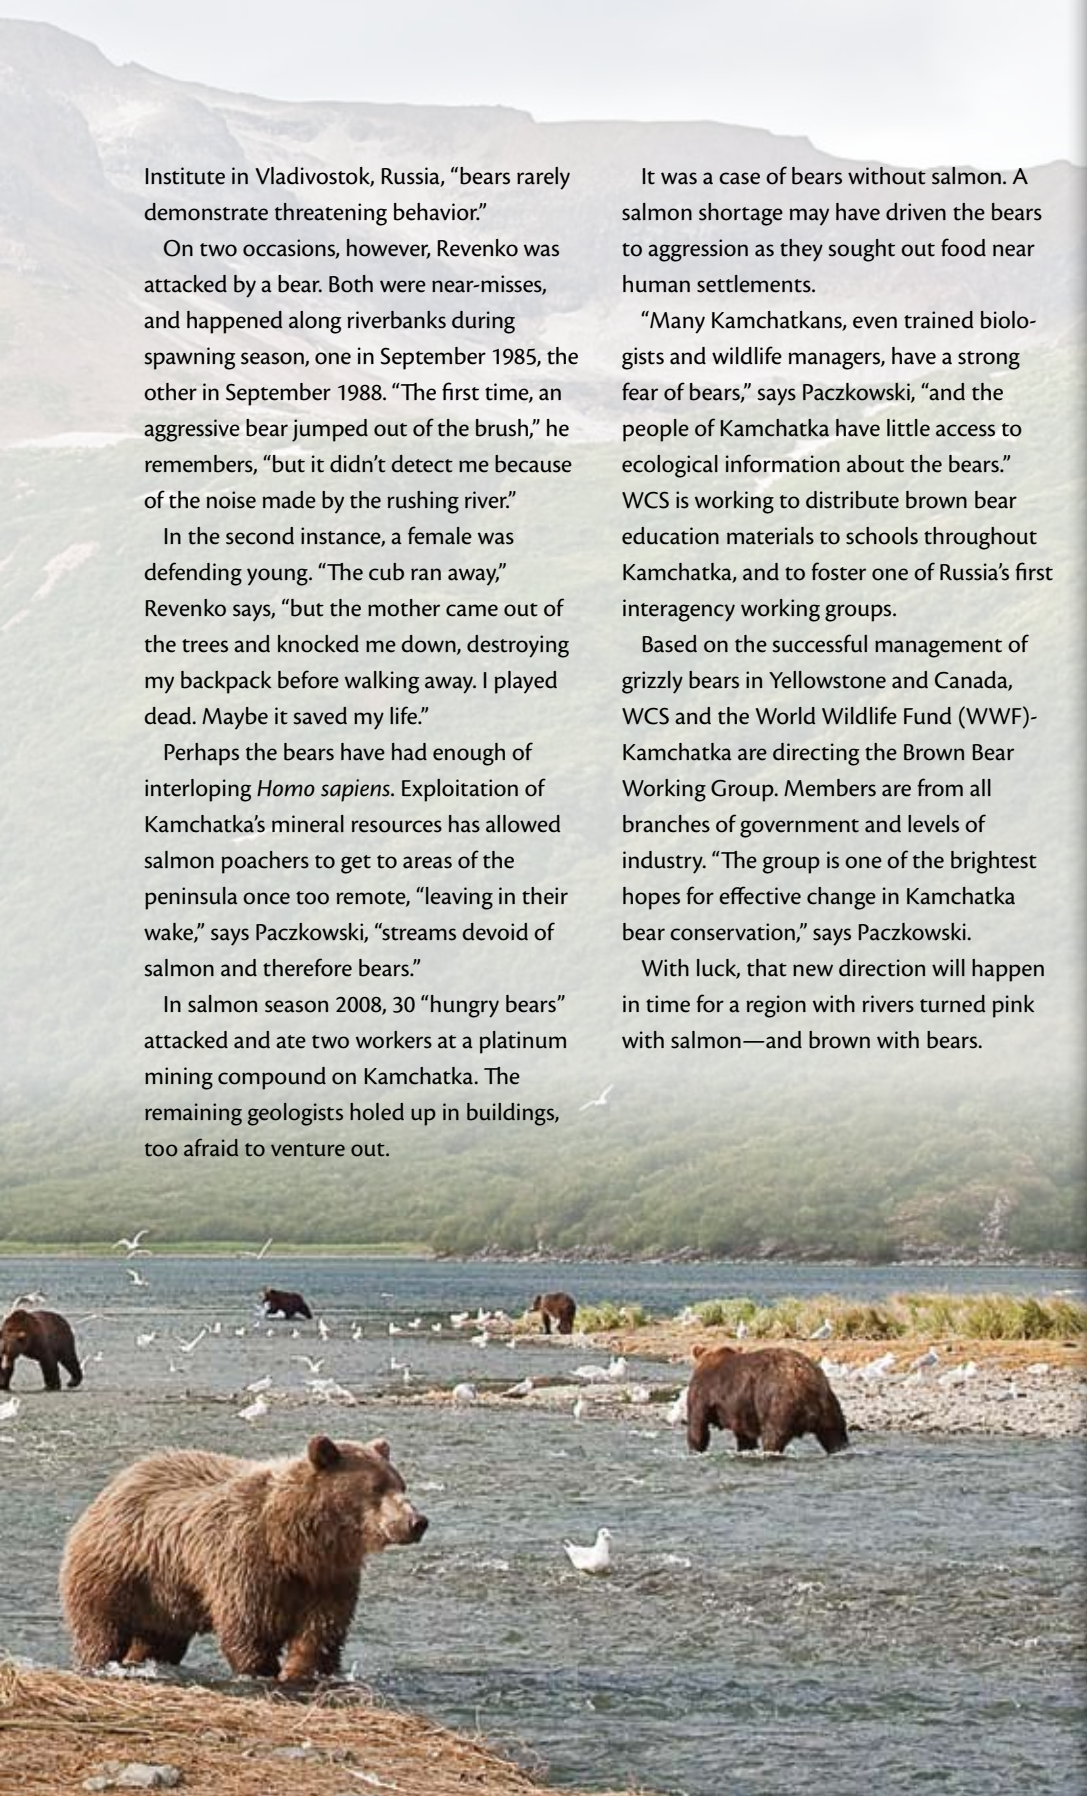 Institute in Vladivostok, Russia, “bears rarely
demonstrate threatening behavior.”
On two occasions, however, Revenko was
attacked by a bear. Both were near-misses,
and happened along riverbanks during
spawning season, one in September 1985, the
other in September 1988. “The first time, an
aggressive bear jumped out of the brush,” he
remembers, “but it didn’t detect me because
of the noise made by the rushing river.”
In the second instance, a female was
defending young. “The cub ran away,”
Revenko says, “but the mother came out of
the trees and knocked me down, destroying
my backpack before walking away. I played
dead. Maybe it saved my life.”
Perhaps the bears have had enough of
interloping Homo sapiens. Exploitation of
Kamchatka’s mineral resources has allowed
salmon poachers to get to areas of the
peninsula once too remote, “leaving in their
wake,” says Paczkowski, “streams devoid of
salmon and therefore bears.”
In salmon season 2008, 30 “hungry bears”
attacked and ate two workers at a platinum
mining compound on Kamchatka. The
remaining geologists holed up in buildings,
too afraid to venture out.
It was a case of bears without salmon. A
salmon shortage may have driven the bears
to aggression as they sought out food near
human settlements.
“Many Kamchatkans, even trained biolo-
gists and wildlife managers, have a strong
fear of bears,” says Paczkowski, “and the
people of Kamchatka have little access to
ecological information about the bears.”
WCS is working to distribute brown bear
education materials to schools throughout
Kamchatka, and to foster one of Russia’s first
interagency working groups.
Based on the successful management of
grizzly bears in Yellowstone and Canada,
WCS and the World Wildlife Fund (WWF)-
Kamchatka are directing the Brown Bear
Working Group. Members are from all
branches of government and levels of
industry. “The group is one of the brightest
hopes for effective change in Kamchatka
bear conservation,” says Paczkowski.
With luck, that new direction will happen
in time for a region with rivers turned pink
with salmon—and brown with bears.